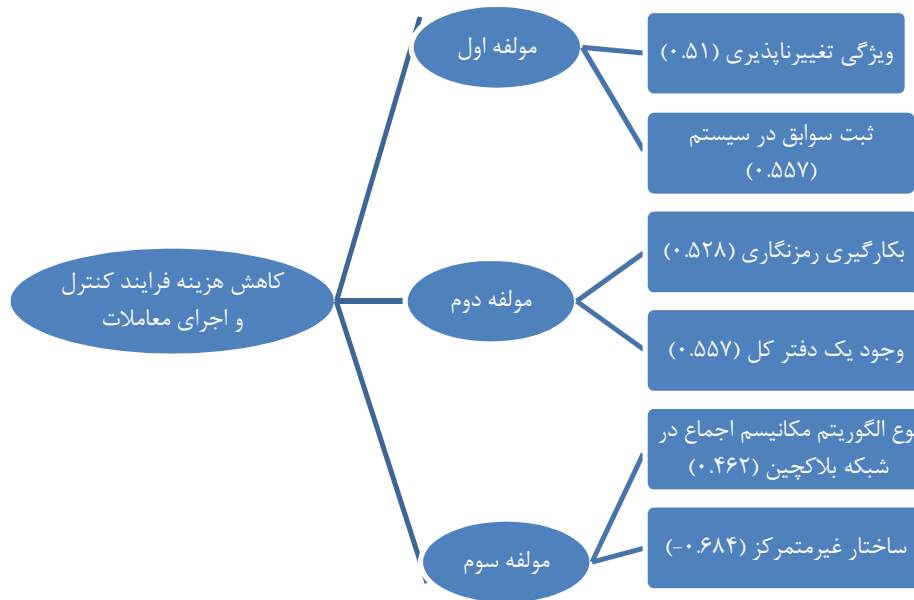 مولفه اول
ویژگی تغییرناپذیری (۰.۵۱)
ثبت سوابق در سیستم
(۰.۵۵۷)
کاهش هزینه فرایند کنترل
و اجرای معاملات
مولفه دوم
بکارگیری رمزنگاری (۰.۵۲۸)
وجود یک دفتر کل (۰.۵۵۷)
مولفه سوم
وع الگوریتم مکانیسم اجماع در
شبکه بلاکچین (۰.۴۶۲)
ساختار غیرمتمرکز (۰.۶۸۴-)